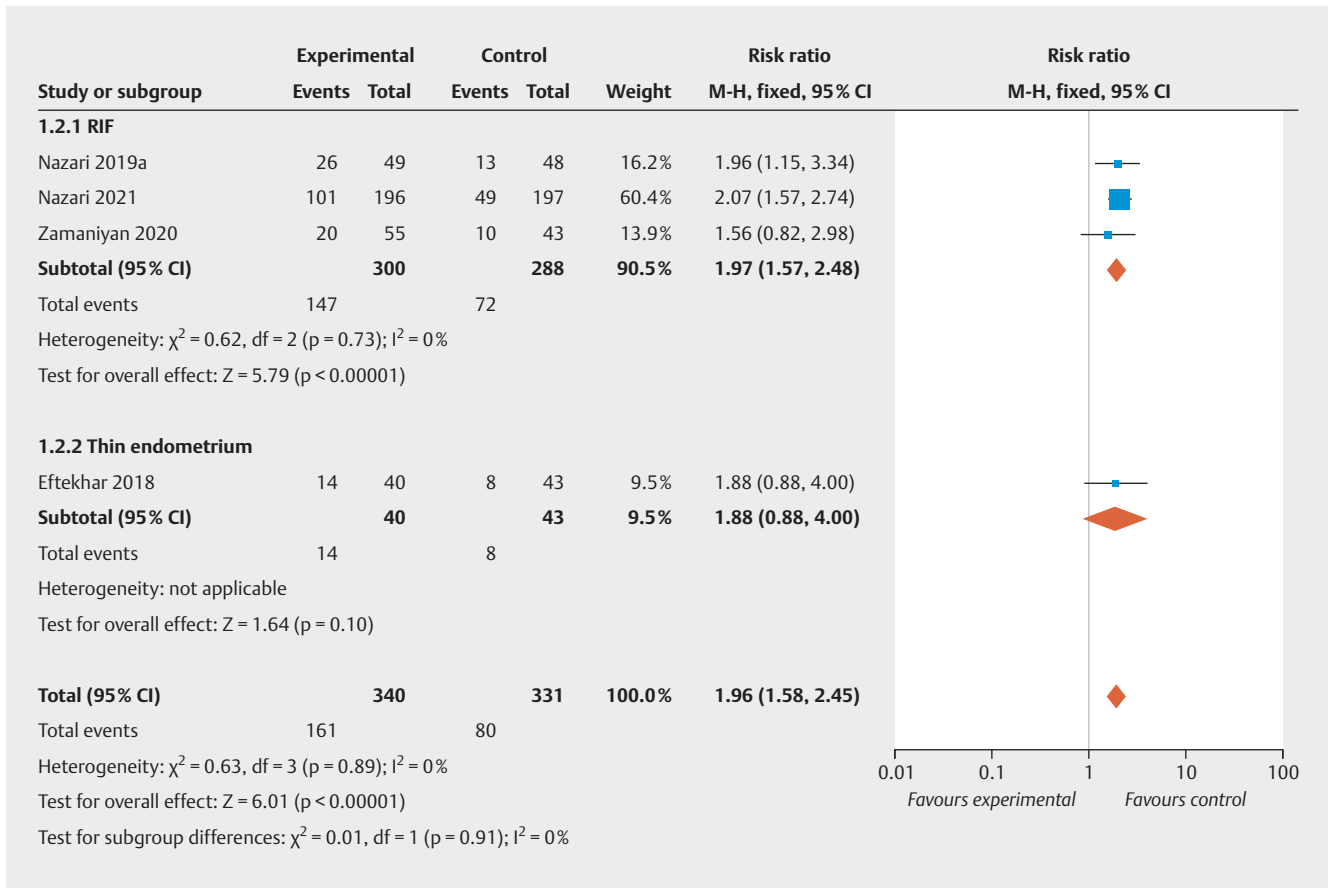 Experimental Control Risk ratio Risk ratio
Study or subgroup Events Total Events Total Weight M-H, fixed, 95% CI M-H, fixed, 95% CI
1.2.1 RIF
Nazari 2019a 26 49 13 48 16.2% 1.96 (1.15, 3.34)
Nazari 2021 101 196 49 197 60.4% 2.07 (1.57, 2.74)
Zamaniyan 2020 20 55 10 43 13.9% 1.56 (0.82, 2.98)
Subtotal (95% CI) 300 288 90.5% 1.97 (1.57, 2.48)
Total events 147 72
Heterogeneity: χ² = 0.62, df = 2 (p = 0.73); I² = 0%
Test for overall effect: Z = 5.79 (p < 0.00001)
1.2.2 Thin endometrium
Eftekhar 2018 14 40 8 43 9.5% 1.88 (0.88, 4.00)
Subtotal (95% CI) 40 43 9.5% 1.88 (0.88, 4.00)
Total events 14 8
Heterogeneity: not applicable
Test for overall effect: Z = 1.64 (p = 0.10)
Total (95% CI) 340 331 100.0% 1.96 (1.58, 2.45)
Total events 161 80
Heterogeneity: χ² = 0.63, df = 3 (p = 0.89); I² = 0%
Test for overall effect: Z = 6.01 (p < 0.00001)
Test for subgroup differences: χ² = 0.01, df = 1 (p = 0.91); I² = 0%
0.01 0.1 1 10 100
Favours experimental Favours control